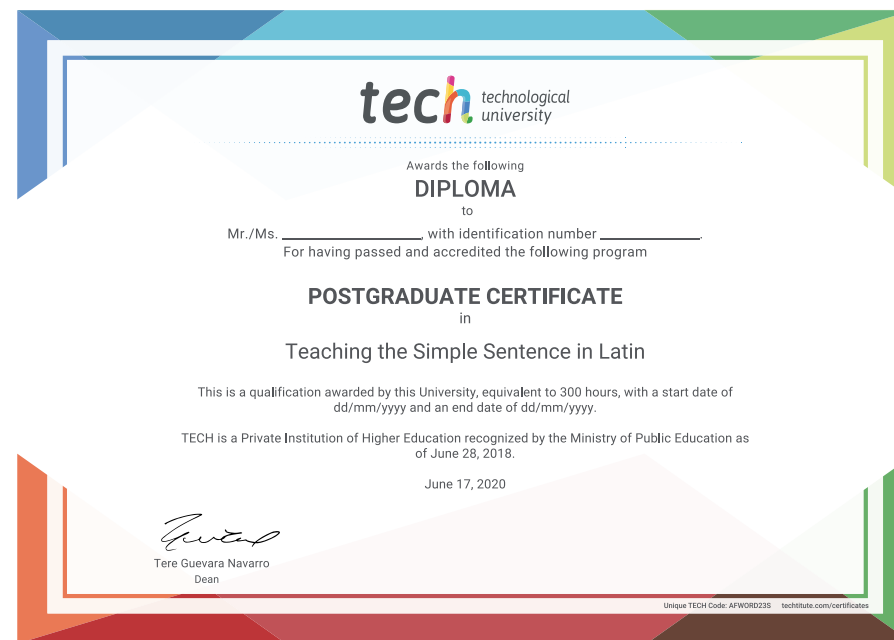 tech technological
university
Awards the following
DIPLOMA
to
Mr./Ms. ____________________, with identification number ______________.
For having passed and accredited the following program
POSTGRADUATE CERTIFICATE
in
Teaching the Simple Sentence in Latin
This is a qualification awarded by this University, equivalent to 300 hours, with a start date of
dd/mm/yyyy and an end date of dd/mm/yyyy.
TECH is a Private Institution of Higher Education recognized by the Ministry of Public Education as
of June 28, 2018.
June 17, 2020
Tere Guevara Navarro
Dean
Unique TECH Code: AFWORD23S techtitute.com/certificates